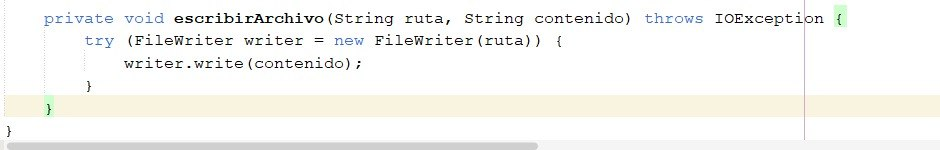 private void escribirArchivo(String ruta, String contenido) throws IOException {
try (FileWriter writer = new FileWriter(ruta)) {
writer.write(contenido);
}
}
}